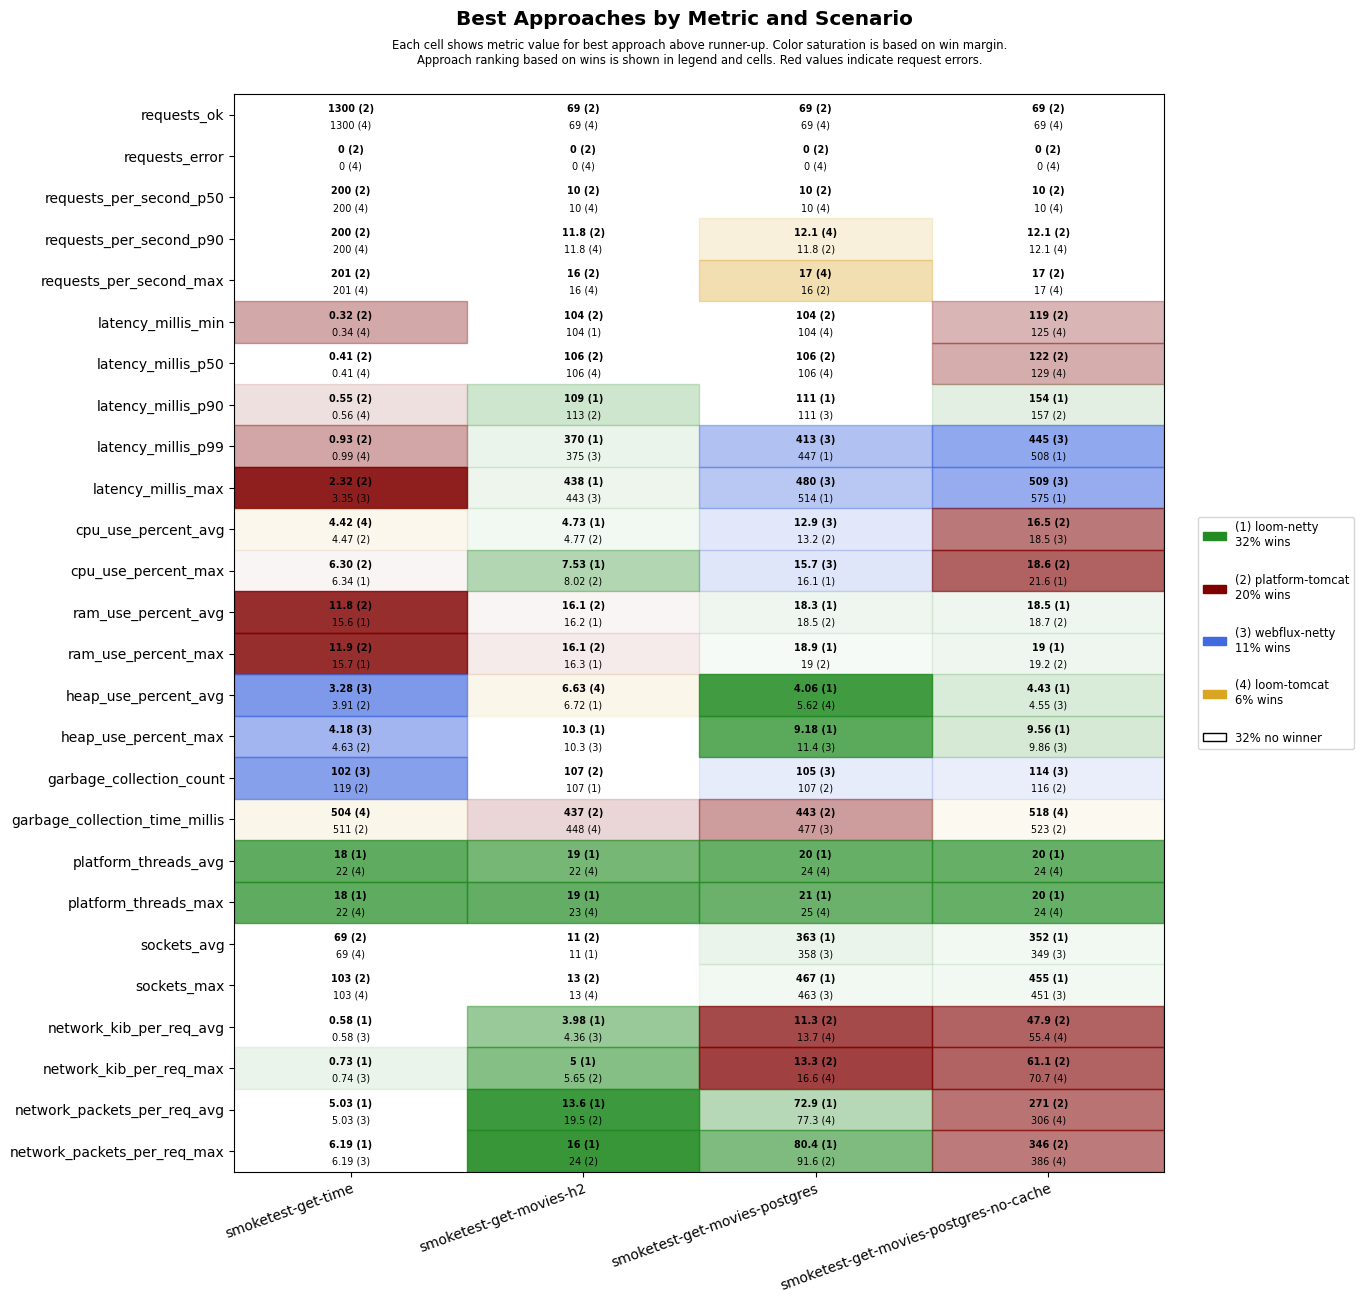 Best Approaches by Metric and Scenario
Each cell shows metric value for best approach above runner-up. Color saturation is based on win margin.
Approach ranking based on wins is shown in legend and cells. Red values indicate request errors.
requests_ok
1300 (2) 69 (2) 69 (2) 69 (2)
1300 (4) 69 (4) 69 (4) 69 (4)
requests_error
0 (2) 0 (2) 0 (2) 0 (2)
0 (4) 0 (4) 0 (4) 0 (4)
requests_per_second_p50
200 (2) 10 (2) 10 (2) 10 (2)
200 (4) 10 (4) 10 (4) 10 (4)
requests_per_second_p90
200 (2) 11.8 (2) 12.1 (4) 12.1 (2)
200 (4) 11.8 (4) 11.8 (2) 12.1 (4)
requests_per_second_max
201 (2) 16 (2) 17 (4) 17 (2)
201 (4) 16 (4) 16 (2) 17 (4)
latency_millis_min
0.32 (2) 104 (2) 104 (2) 119 (2)
0.34 (4) 104 (1) 104 (4) 125 (4)
latency_millis_p50
0.41 (2) 106 (2) 106 (2) 122 (2)
0.41 (4) 106 (4) 106 (4) 129 (4)
latency_millis_p90
0.55 (2) 109 (1) 111 (1) 154 (1)
0.56 (4) 113 (2) 111 (3) 157 (2)
latency_millis_p99
0.93 (2) 370 (1) 413 (3) 445 (3)
0.99 (4) 375 (3) 447 (1) 508 (1)
latency_millis_max
2.32 (2) 438 (1) 480 (3) 509 (3)
3.35 (3) 443 (3) 514 (1) 575 (1)
cpu_use_percent_avg
4.42 (4) 4.73 (1) 12.9 (3) 16.5 (2)
4.47 (2) 4.77 (2) 13.2 (2) 18.5 (3)
cpu_use_percent_max
6.30 (2) 7.53 (1) 15.7 (3) 18.6 (2)
6.34 (1) 8.02 (2) 16.1 (1) 21.6 (1)
ram_use_percent_avg
11.8 (2) 16.1 (2) 18.3 (1) 18.5 (1)
15.6 (1) 16.2 (1) 18.5 (2) 18.7 (2)
ram_use_percent_max
11.9 (2) 16.1 (2) 18.9 (1) 19 (1)
15.7 (1) 16.3 (1) 19 (2) 19.2 (2)
heap_use_percent_avg
3.28 (3) 6.63 (4) 4.06 (1) 4.43 (1)
3.91 (2) 6.72 (1) 5.62 (4) 4.55 (3)
heap_use_percent_max
4.18 (3) 10.3 (1) 9.18 (1) 9.56 (1)
4.63 (2) 10.3 (3) 11.4 (3) 9.86 (3)
garbage_collection_count
102 (3) 107 (2) 105 (3) 114 (3)
119 (2) 107 (1) 107 (2) 116 (2)
garbage_collection_time_millis
504 (4) 437 (2) 443 (2) 518 (4)
511 (2) 448 (4) 477 (3) 523 (2)
platform_threads_avg
18 (1) 19 (1) 20 (1) 20 (1)
22 (4) 22 (4) 24 (4) 24 (4)
platform_threads_max
18 (1) 19 (1) 21 (1) 20 (1)
22 (4) 23 (4) 25 (4) 24 (4)
sockets_avg
69 (2) 11 (2) 363 (1) 352 (1)
69 (4) 11 (1) 358 (3) 349 (3)
sockets_max
103 (2) 13 (2) 467 (1) 455 (1)
103 (4) 13 (4) 463 (3) 451 (3)
network_kib_per_req_avg
0.58 (1) 3.98 (1) 11.3 (2) 47.9 (2)
0.58 (3) 4.36 (3) 13.7 (4) 55.4 (4)
network_kib_per_req_max
0.73 (1) 5 (1) 13.3 (2) 61.1 (2)
0.74 (3) 5.65 (2) 16.6 (4) 70.7 (4)
network_packets_per_req_avg
5.03 (1) 13.6 (1) 72.9 (1) 271 (2)
5.03 (3) 19.5 (2) 77.3 (4) 306 (4)
network_packets_per_req_max
6.19 (1) 16 (1) 80.4 (1) 346 (2)
6.19 (3) 24 (2) 91.6 (2) 386 (4)
smoketest-get-time
smoketest-get-movies-h2
smoketest-get-movies-postgres
smoketest-get-movies-postgres-no-cache
(1) loom-netty
32% wins
(2) platform-tomcat
20% wins
(3) webflux-netty
11% wins
(4) loom-tomcat
6% wins
32% no winner